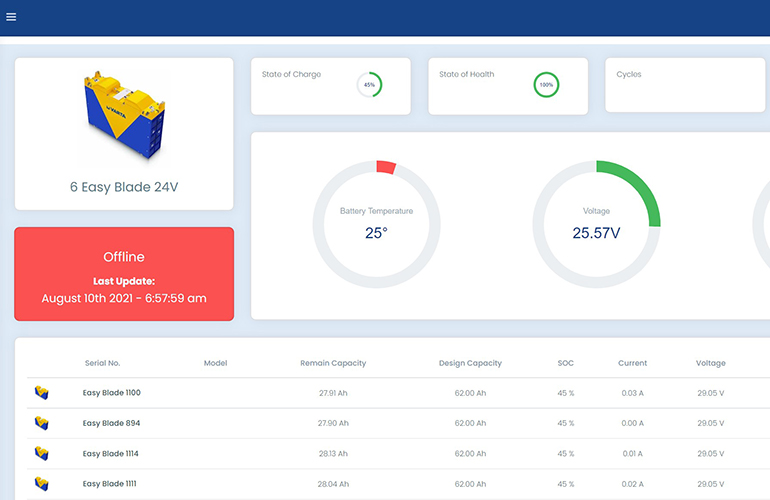 VARTA
6 Easy Blade 24V
State of Charge
45%
State of Health
100%
Cycles
Offline
Last Update:
August 10th 2021 - 6:57:59 am
Battery Temperature
25°
Voltage
25.57V
Serial No. Model Remain Capacity Design Capacity SOC Current Voltage
Easy Blade 1100 27.91 Ah 62.00 Ah 45 % 0.03 A 29.05 V
Easy Blade 894 27.90 Ah 62.00 Ah 45 % 0.00 A 29.05 V
Easy Blade 1114 28.13 Ah 62.00 Ah 45 % 0.01 A 29.05 V
Easy Blade 1111 28.04 Ah 62.00 Ah 45 % 0.02 A 29.05 V